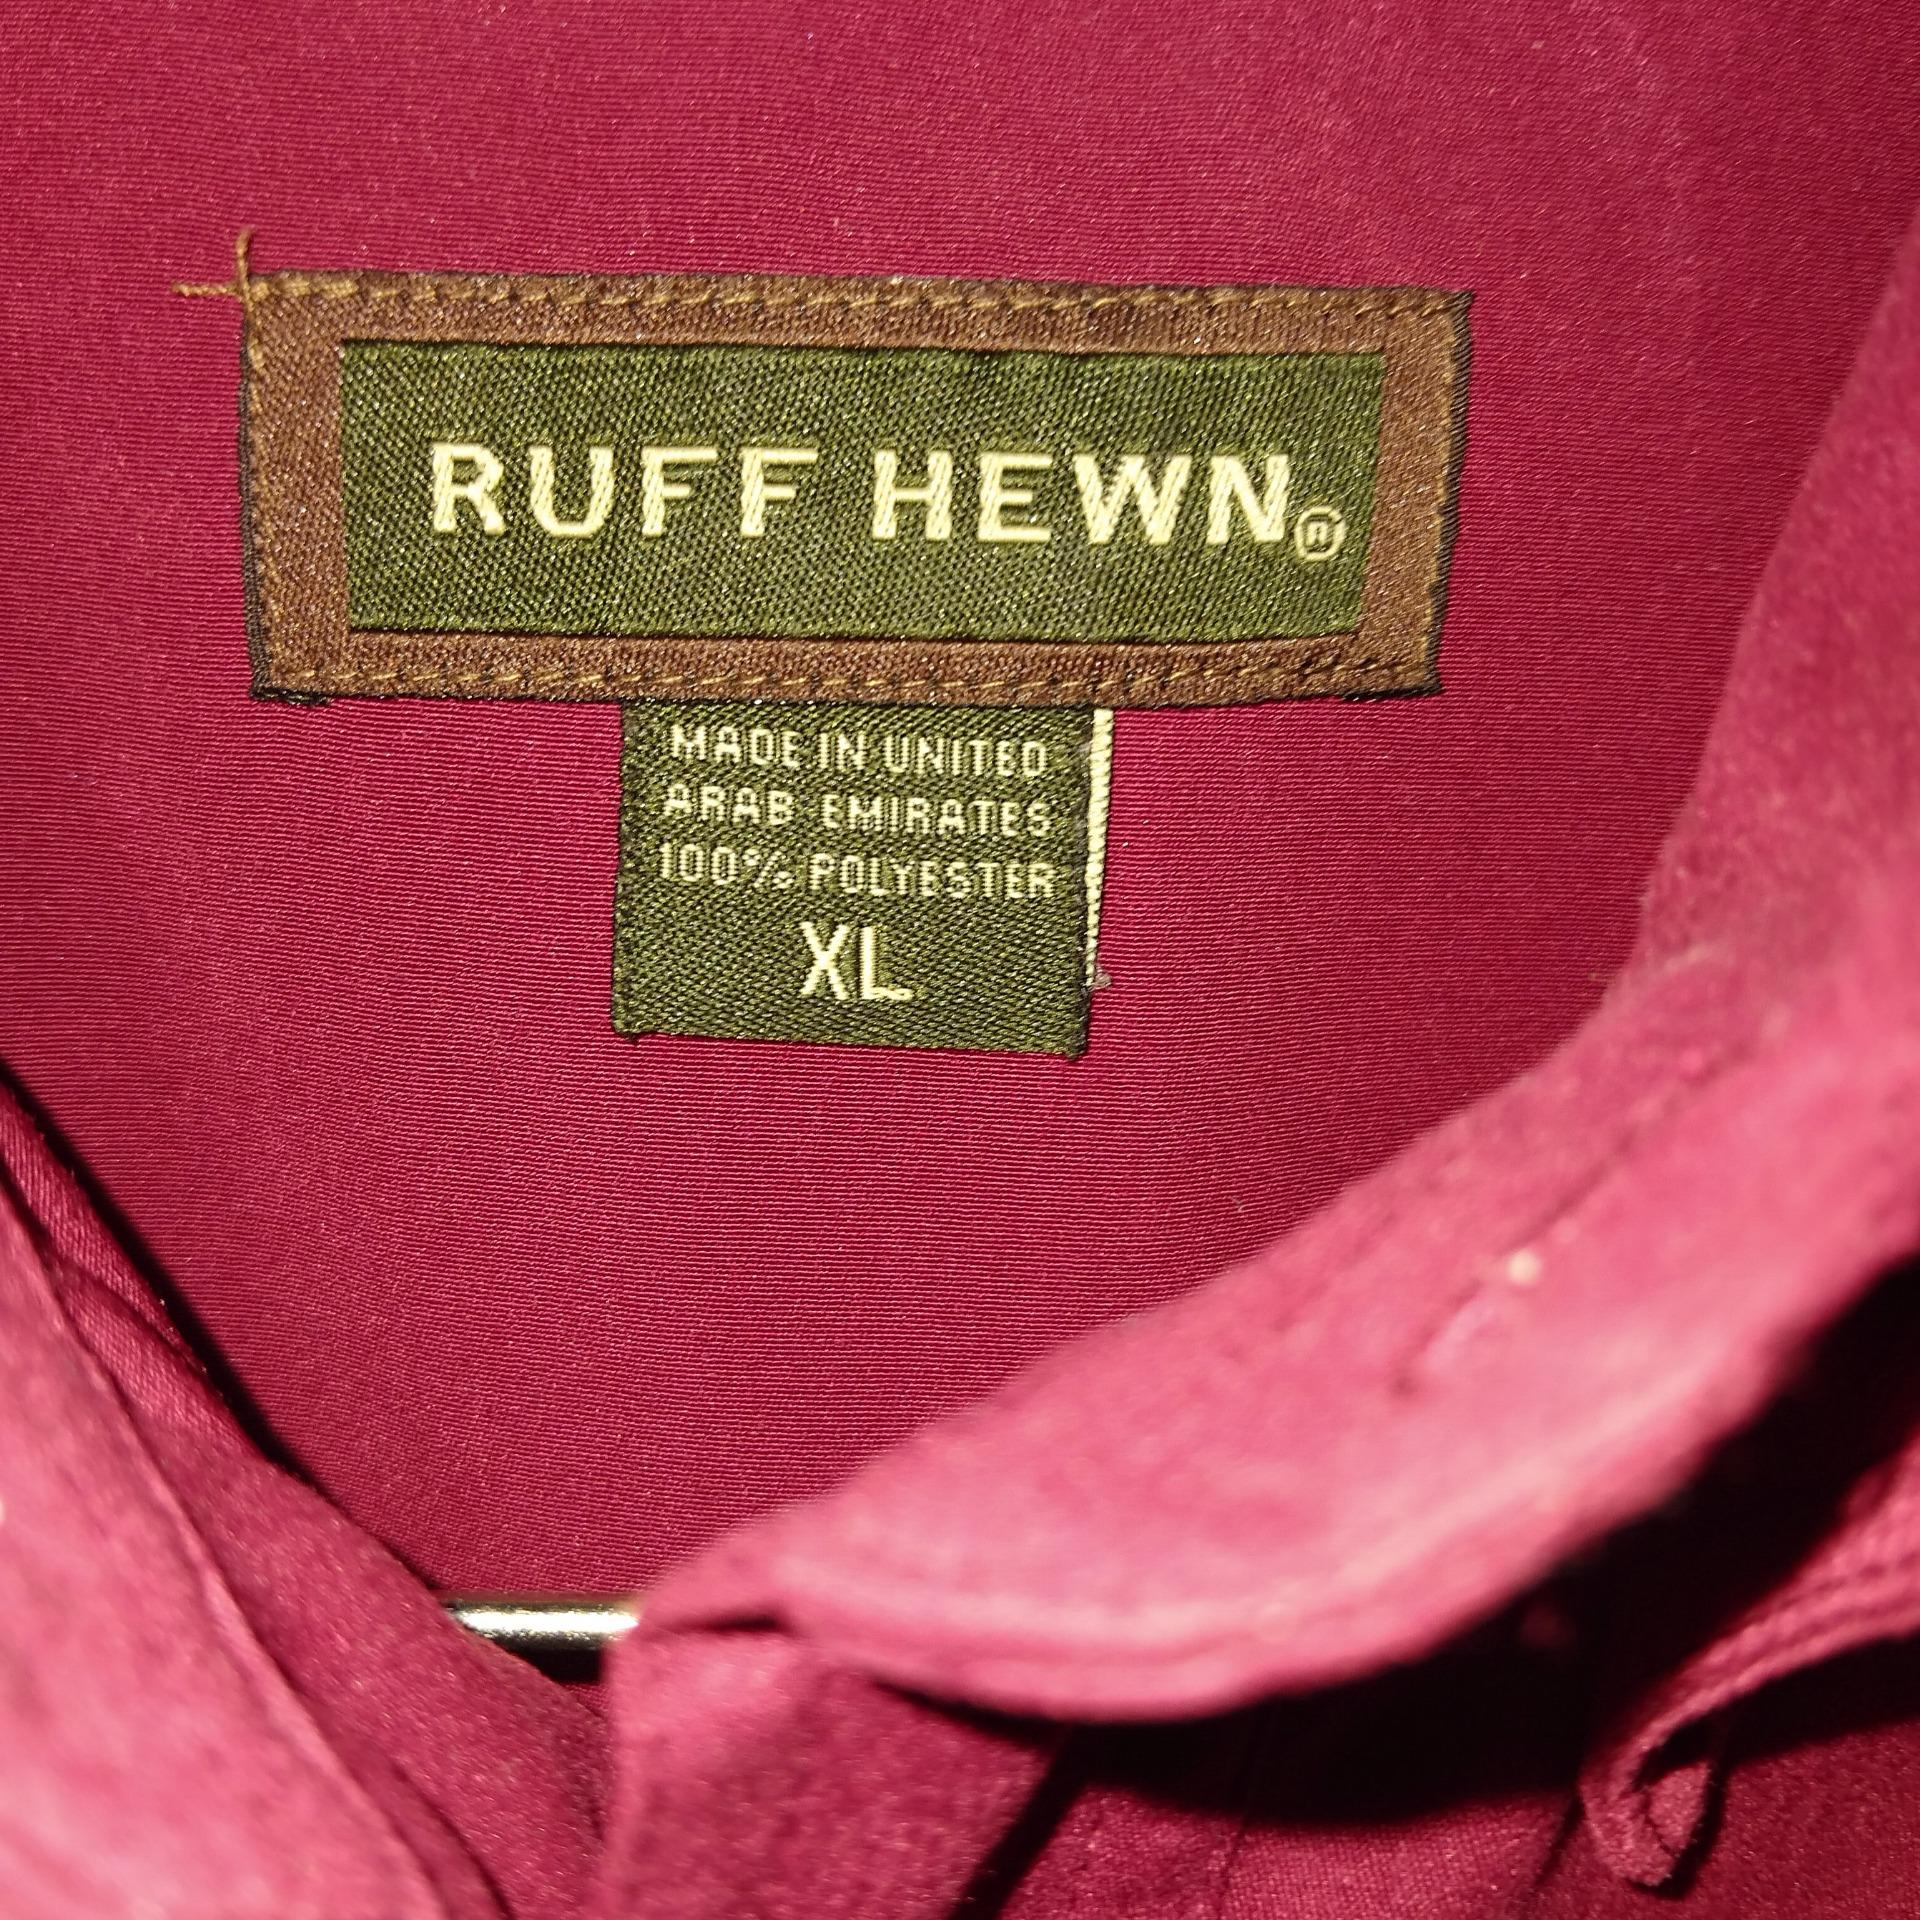 RUFF HEWN®
MADE IN UNITED
ARAB EMIRATES
100% POLYESTER
XL